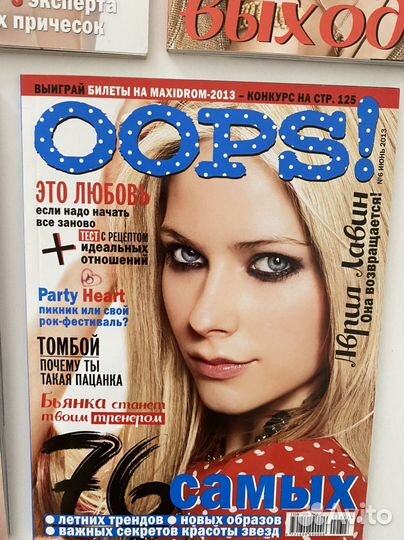 эксперта
х причесок
выход
ВЫИГРАЙ БИЛЕТЫ НА MAXIDROM-2013 – КОНКУРС НА СТР. 125
OOPS!
№6 ИЮНЬ 2013
ЭТО ЛЮБОВЬ
если надо начать
все заново
+ ТЕСТ С РЕЦЕПТОМ
идеальных
отношений
Party Heart
пикник или свой
рок-фестиваль?
ТОМБОЙ
ПОЧЕМУ ТЫ
ТАКАЯ ПАЦАНКА
Бьянка станет
твоим тренером
Аврил Лавин
Она возвращается!
76 самых
• летних трендов • новых образов
• важных секретов красоты звезд
Avito